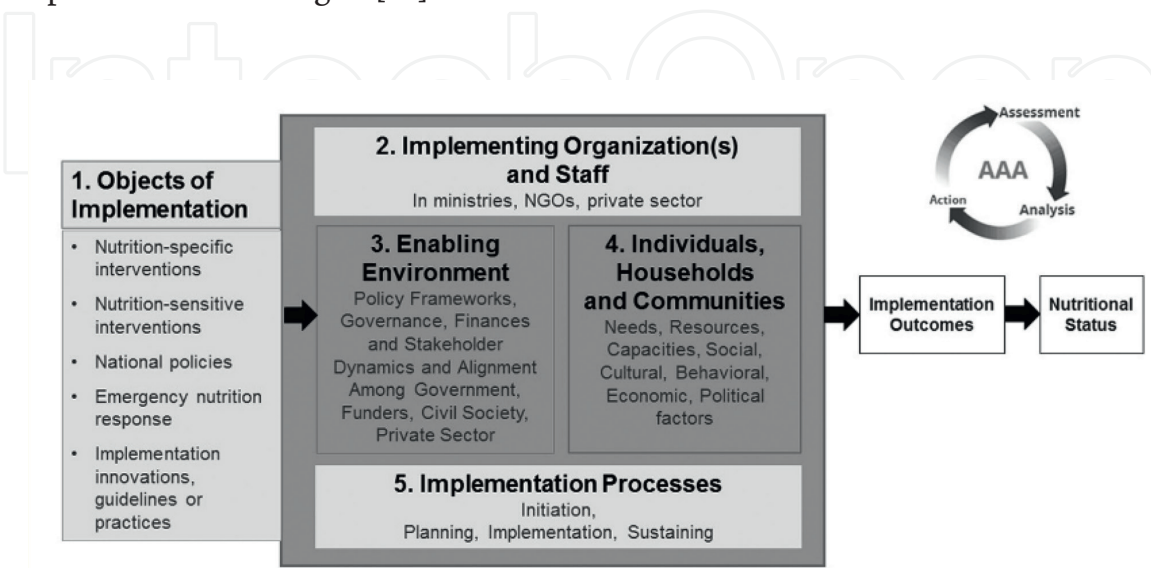 IntechOpen
1. Objects of
Implementation
• Nutrition-specific
interventions
• Nutrition-sensitive
interventions
• National policies
• Emergency nutrition
response
• Implementation
innovations,
guidelines or
practices
2. Implementing Organization(s)
and Staff
In ministries, NGOs, private sector
3. Enabling
Environment
Policy Frameworks,
Governance, Finances
and Stakeholder
Dynamics and Alignment
Among Government,
Funders, Civil Society,
Private Sector
4. Individuals,
Households
and Communities
Needs, Resources,
Capacities, Social,
Cultural, Behavioral,
Economic, Political
factors
5. Implementation Processes
Initiation,
Planning, Implementation, Sustaining
Assessment
AAA
Action
Analysis
Implementation
Outcomes
Nutritional
Status